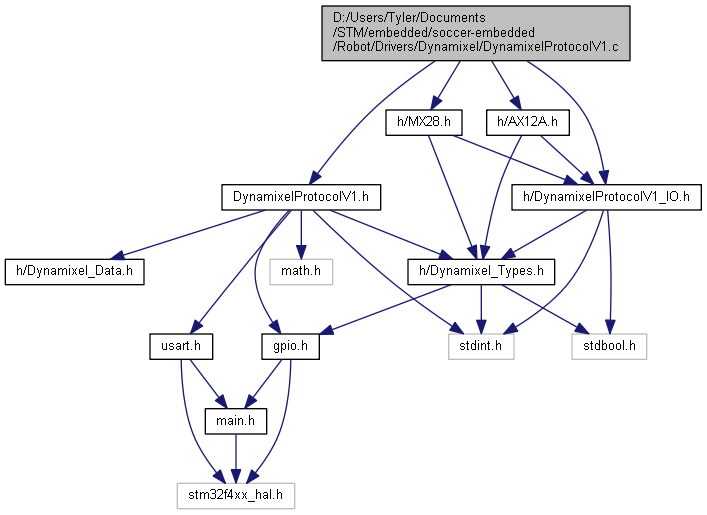 D:/Users/Tyler/Documents
/STM/embedded/soccer-embedded
/Robot/Drivers/Dynamixel/DynamixelProtocolV1.c
h/MX28.h
h/AX12A.h
DynamixelProtocolV1.h
h/DynamixelProtocolV1_IO.h
h/Dynamixel_Data.h
math.h
h/Dynamixel_Types.h
usart.h
gpio.h
stdint.h
stdbool.h
main.h
stm32f4xx_hal.h